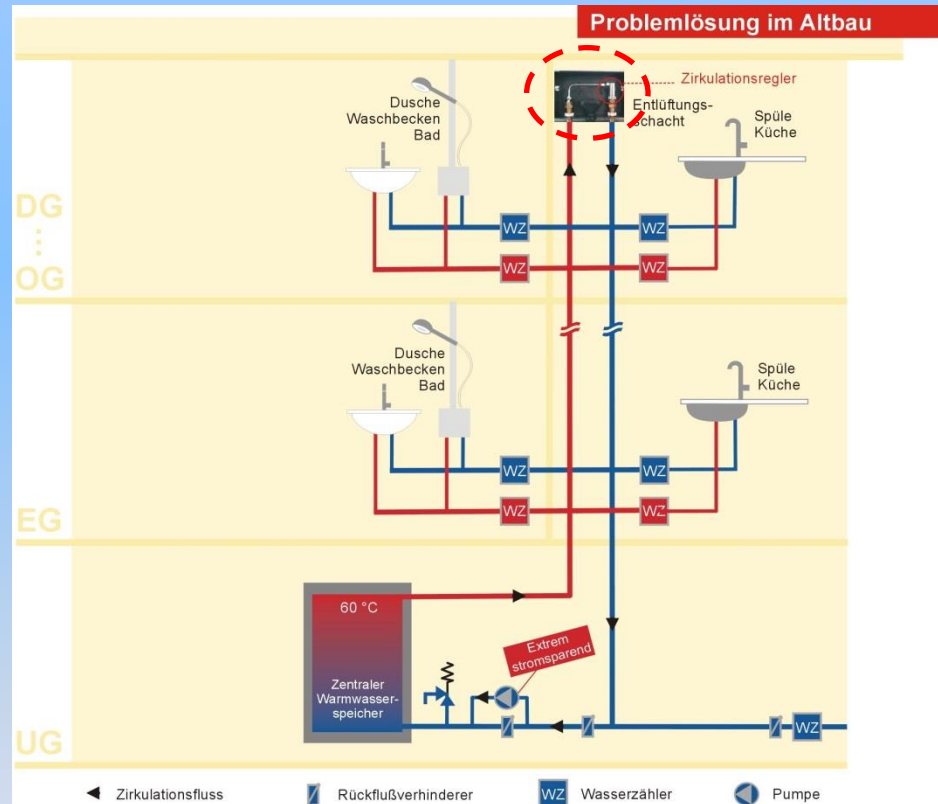 Problemlösung im Altbau
Zirkulationsregler
Entlüftungs-
schacht
Dusche
Waschbecken
Bad
Spüle
Küche
DG
OG
WZ
WZ
WZ
WZ
Dusche
Waschbecken
Bad
Spüle
Küche
WZ
WZ
EG
WZ
WZ
60 °C
Extrem
stromsparend
Zentraler
Warmwasser-
speicher
UG
WZ
Zirkulationsfluss
Rückflußverhinderer
WZ Wasserzähler
Pumpe